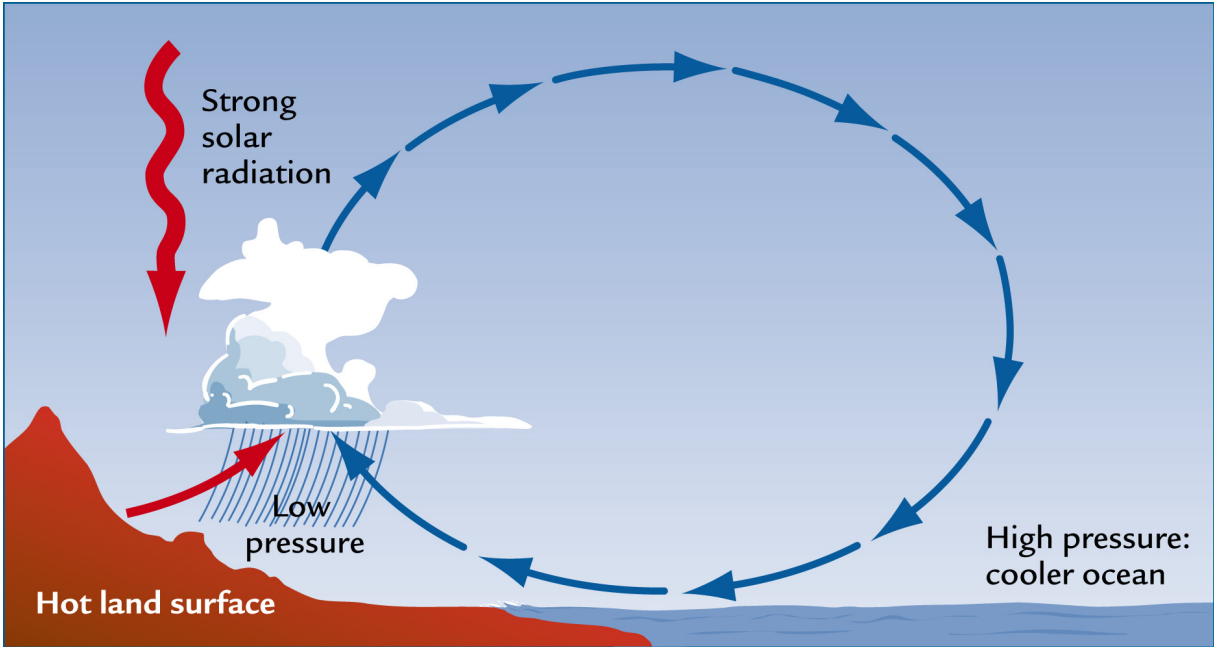 Strong
solar
radiation
Low
pressure
High pressure:
cooler ocean
Hot land surface